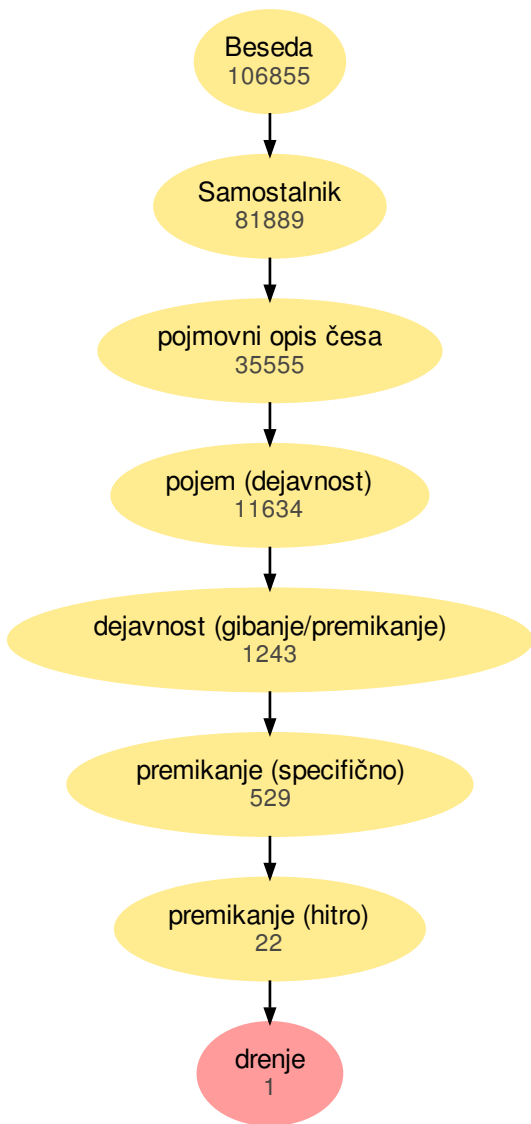 Beseda
106855
Samostalnik
81889
pojmovni opis česa
35555
pojem (dejavnost)
11634
dejavnost (gibanje/premikanje)
1243
premikanje (specifično)
529
premikanje (hitro)
22
drenje
1